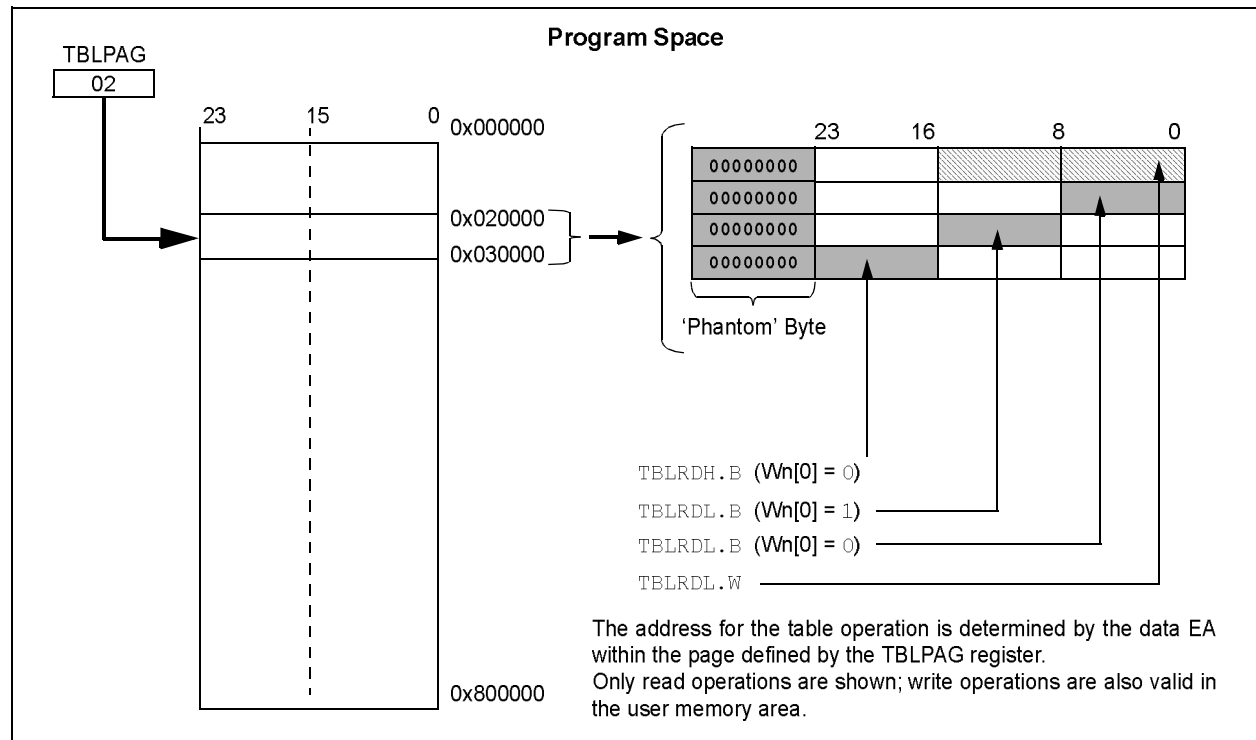 Program Space
TBLPAG
02
23 15 0
0x000000
0x020000
0x030000
0x800000
23 16 8 0
00000000
00000000
00000000
00000000
‘Phantom’ Byte
TBLRDH.B (Wn[0] = 0)
TBLRDL.B (Wn[0] = 1)
TBLRDL.B (Wn[0] = 0)
TBLRDL.W
The address for the table operation is determined by the data EA
within the page defined by the TBLPAG register.
Only read operations are shown; write operations are also valid in
the user memory area.